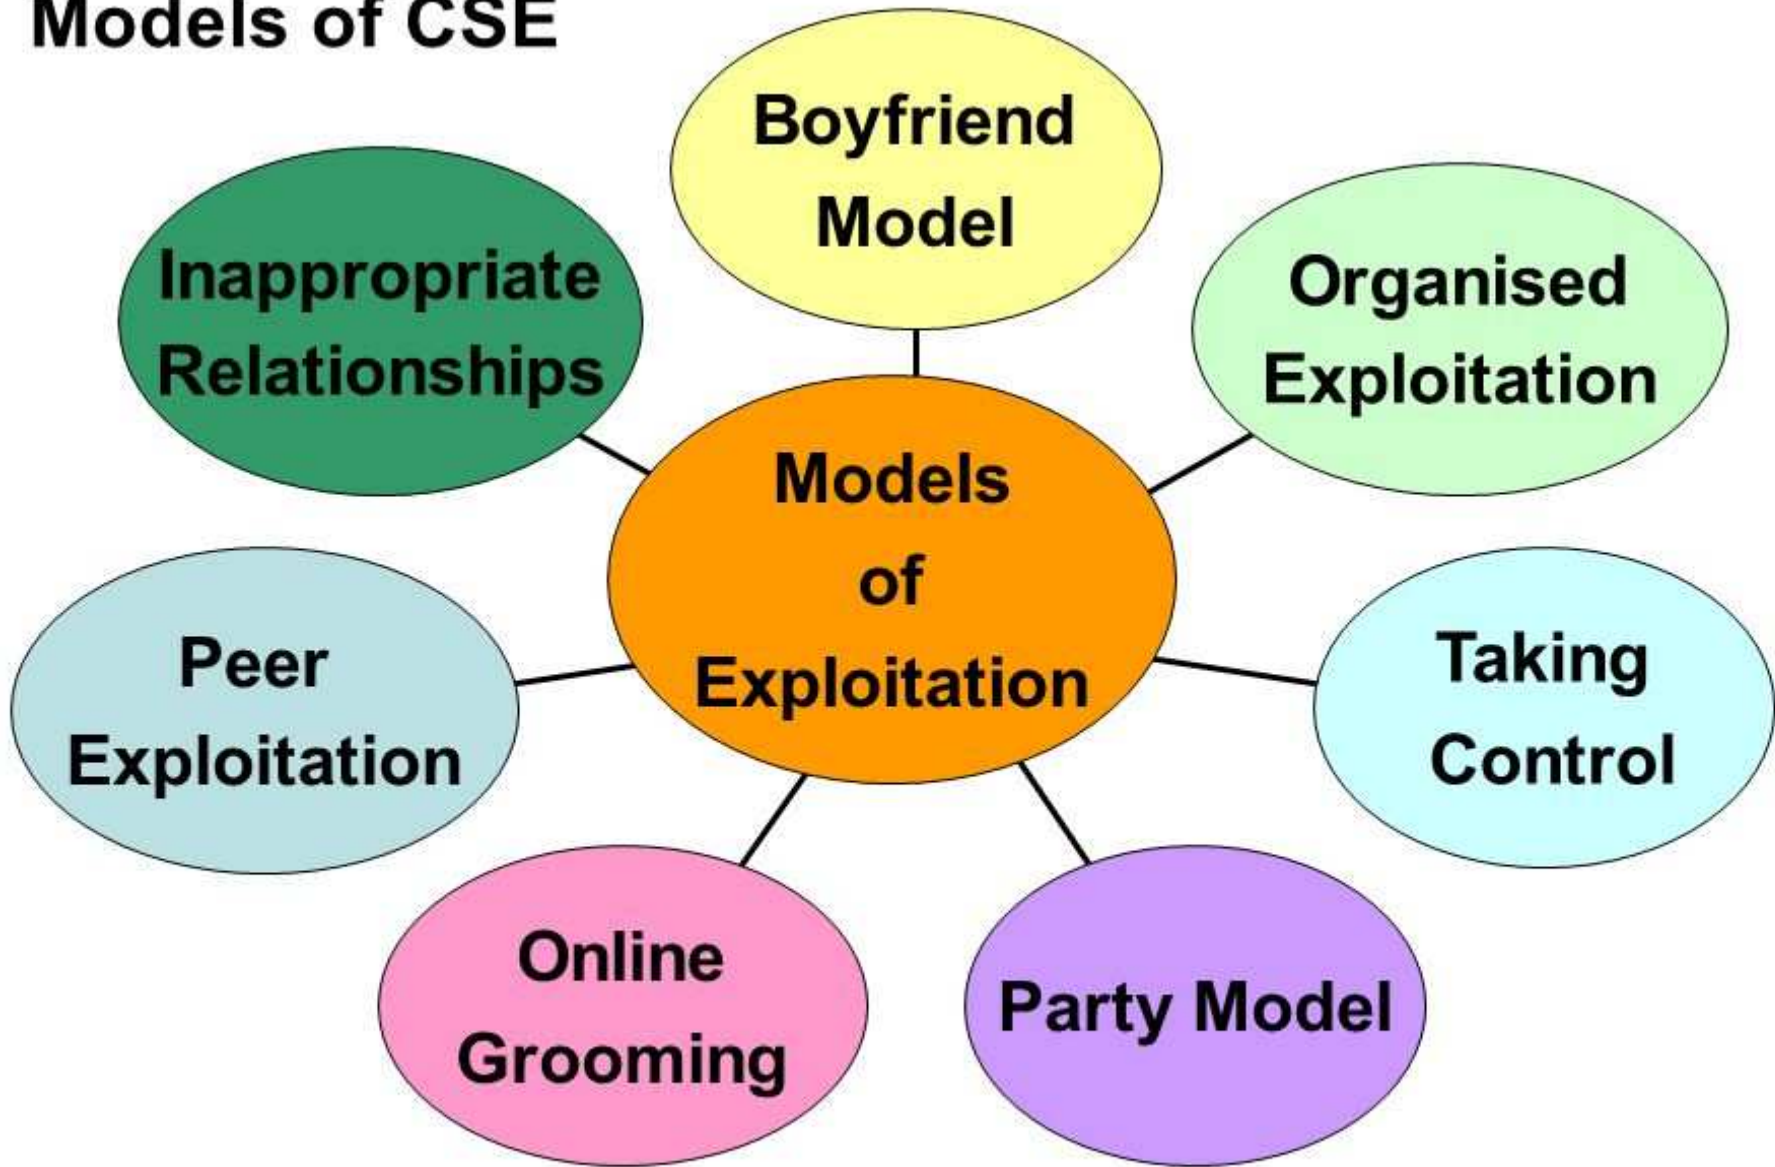 Models of CSE
Boyfriend
Model
Inappropriate
Relationships
Organised
Exploitation
Models
of
Exploitation
Peer
Exploitation
Taking
Control
Online
Grooming
Party Model